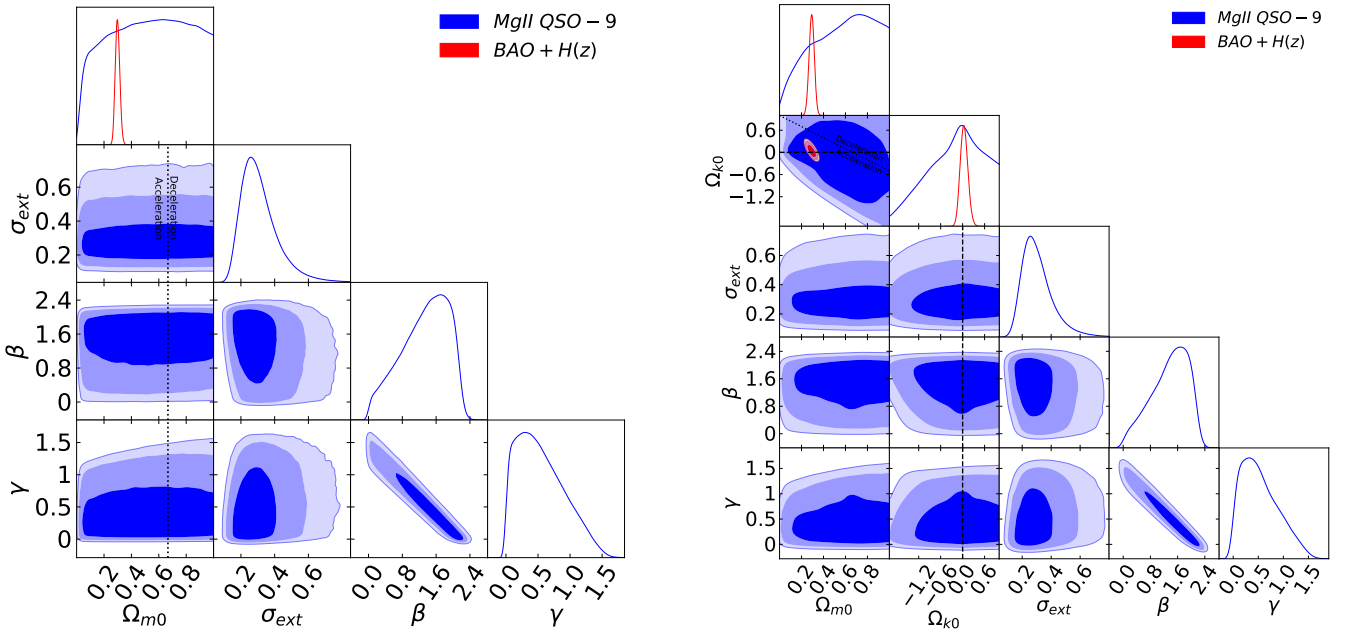 MgII QSO − 9
BAO + H(z)
σext
0.6
0.4
0.2
Deceleration
Acceleration
β
2.4
1.6
0.8
0
γ
1.5
1
0.5
0
0.2 0.4 0.6 0.8
Ωm0
0.2 0.4 0.6
σext
0.0 0.8 1.6 2.4
β
0.0 0.5 1.0 1.5
γ
MgII QSO − 9
BAO + H(z)
Ωk0
0.6
0
−0.6
−1.2
Deceleration
Acceleration
σext
0.6
0.4
0.2
β
2.4
1.6
0.8
0
γ
1.5
1.0
0.5
0
0.2 0.4 0.6 0.8
Ωm0
−1.2 −0.6 0.0 0.6
Ωk0
0.2 0.4 0.6
σext
0.0 0.8 1.6 2.4
β
0.0 0.5 1.0 1.5
γ